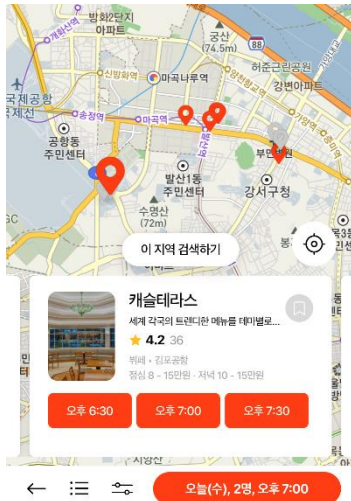 방화2단지
아파트
개화산역
궁산
(74.5m)
88
허준근린공원
강변아파트
신방화역
마곡나루역
양천향교역
가양역
국제공항
국제선
송정역
마곡역
발산역
공항동
주민센터
발산1동
주민센터
강서구청
수명산
(72m)
이 지역 검색하기
캐슬테라스
세계 각국의 트렌디한 메뉴를 테마별로...
4.2 36
뷔페 • 김포공항
점심 8 - 15만원 · 저녁 10 - 15만원
오후 6:30
오후 7:00
오후 7:30
오늘(수), 2명, 오후 7:00